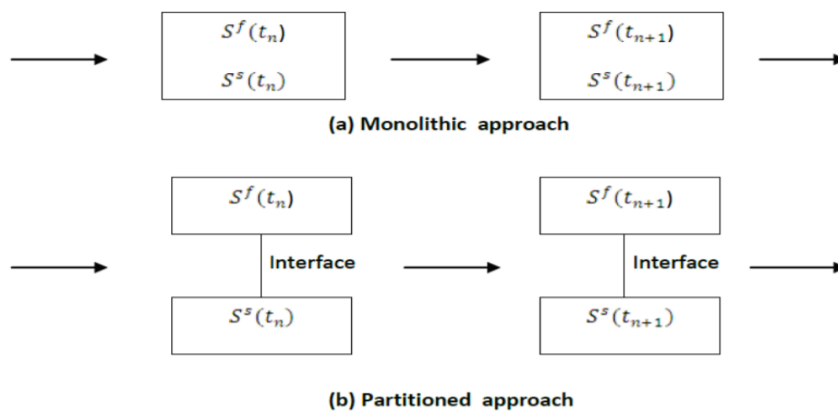 S^f(t_n) S^f(t_{n+1})
S^s(t_n) S^s(t_{n+1})
(a) Monolithic approach
S^f(t_n) S^f(t_{n+1})
Interface Interface
S^s(t_n) S^s(t_{n+1})
(b) Partitioned approach